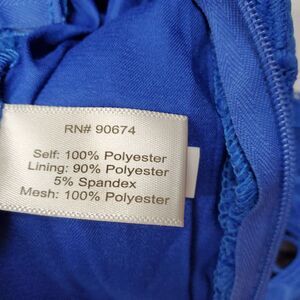 RN# 90674
Self: 100% Polyester
Lining: 90% Polyester
5% Spandex
Mesh: 100% Polyester